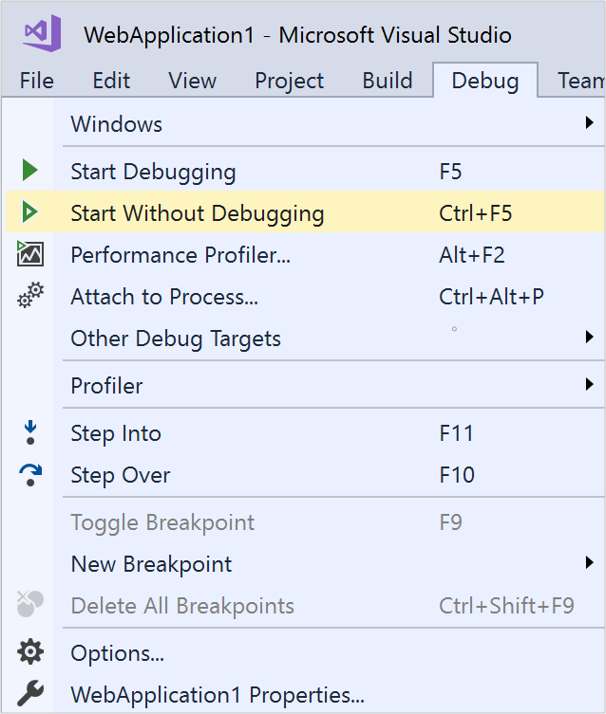 WebApplication1 - Microsoft Visual Studio
File Edit View Project Build Debug Team
Windows
Start Debugging F5
Start Without Debugging Ctrl+F5
Performance Profiler... Alt+F2
Attach to Process... Ctrl+Alt+P
Other Debug Targets
Profiler
Step Into F11
Step Over F10
Toggle Breakpoint F9
New Breakpoint
Delete All Breakpoints Ctrl+Shift+F9
Options...
WebApplication1 Properties...